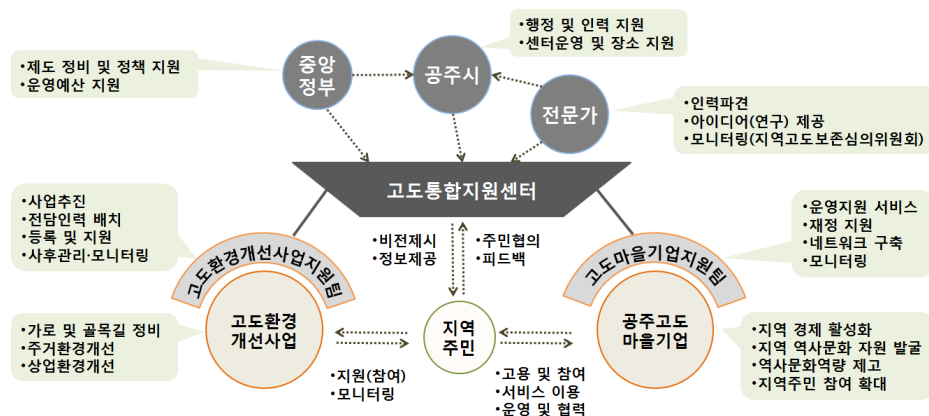 •행정 및 인력 지원
•센터운영 및 장소 지원
•제도 정비 및 정책 지원
•운영예산 지원
중앙
정부
공주시
전문가
•인력파견
•아이디어(연구) 제공
•모니터링(지역고도보존심의위원회)
고도통합지원센터
•사업추진
•전담인력 배치
•등록 및 지원
•사후관리·모니터링
•비전제시
•정보제공
•주민협의
•피드백
•운영지원 서비스
•재정 지원
•네트워크 구축
•모니터링
고도환경개선사업지원팀
고도마을기업지원팀
•가로 및 골목길 정비
•주거환경개선
•상업환경개선
고도환경
개선사업
지역
주민
공주고도
마을기업
•지역 경제 활성화
•지역 역사문화 자원 발굴
•역사문화역량 제고
•지역주민 참여 확대
•지원(참여)
•모니터링
•고용 및 참여
•서비스 이용
•운영 및 협력